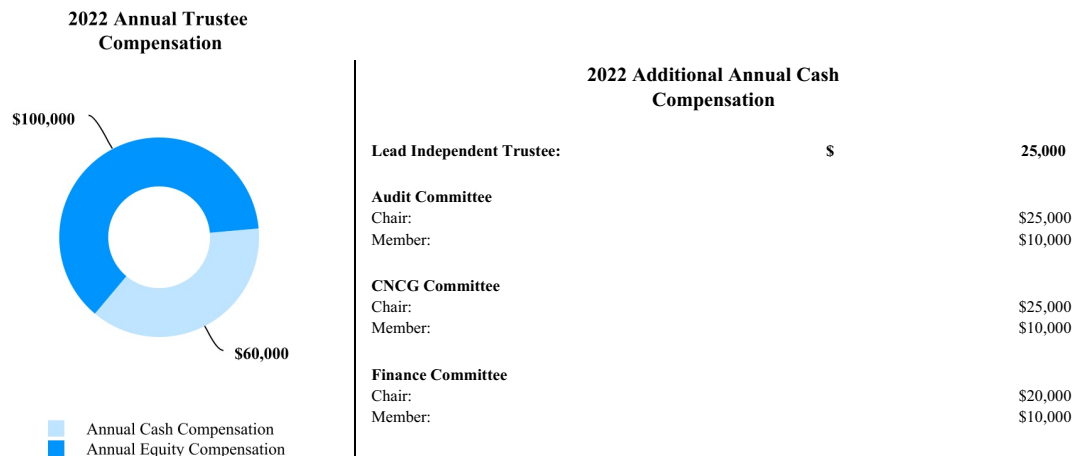 2022 Annual Trustee
Compensation
$100,000
$60,000
Annual Cash Compensation
Annual Equity Compensation
2022 Additional Annual Cash
Compensation
Lead Independent Trustee: $ 25,000
Audit Committee
Chair: $25,000
Member: $10,000
CNCG Committee
Chair: $25,000
Member: $10,000
Finance Committee
Chair: $20,000
Member: $10,000